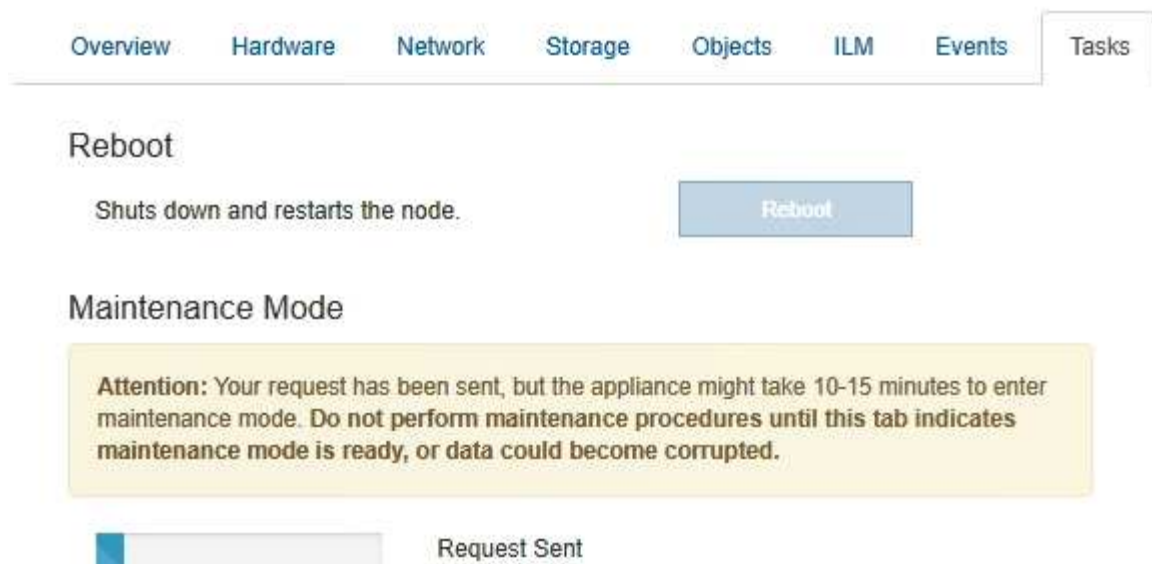 Overview Hardware Network Storage Objects ILM Events Tasks
Reboot
Shuts down and restarts the node. Reboot
Maintenance Mode
Attention: Your request has been sent, but the appliance might take 10-15 minutes to enter
maintenance mode. Do not perform maintenance procedures until this tab indicates
maintenance mode is ready, or data could become corrupted.
Request Sent